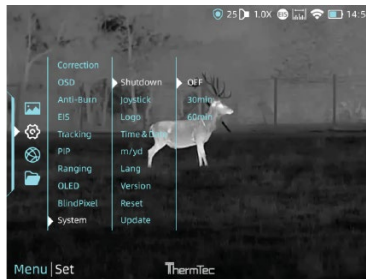 25 1.0X EIS 14:5
Correction
OSD
Anti-Burn
EIS
Tracking
PiP
Ranging
OLED
BlindPixel
System
Shutdown
Joystick
Logo
Time&Date
m/yd
Lang
Version
Reset
Update
OFF
30min
60min
Menu|Set
ThermTec